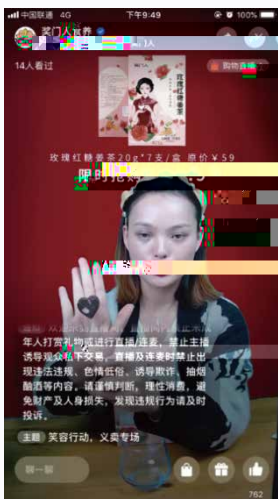 中国联通 4G 下午9:49 100%
14人看过
购物直播
玫瑰红糖姜茶20g*7支/盒 原价￥59
年人打赏礼物或进行直播/连麦，禁止主播
诱导观众私下交易，直播及连麦时禁止出
现违法违规、色情低俗、诱导欺诈、抽烟
酗酒等内容。请谨慎判断，理性消费，避
免财产及人身损失，发现违规行为请及时
投诉。
主题 笑容行动，义卖专场
聊一聊
762